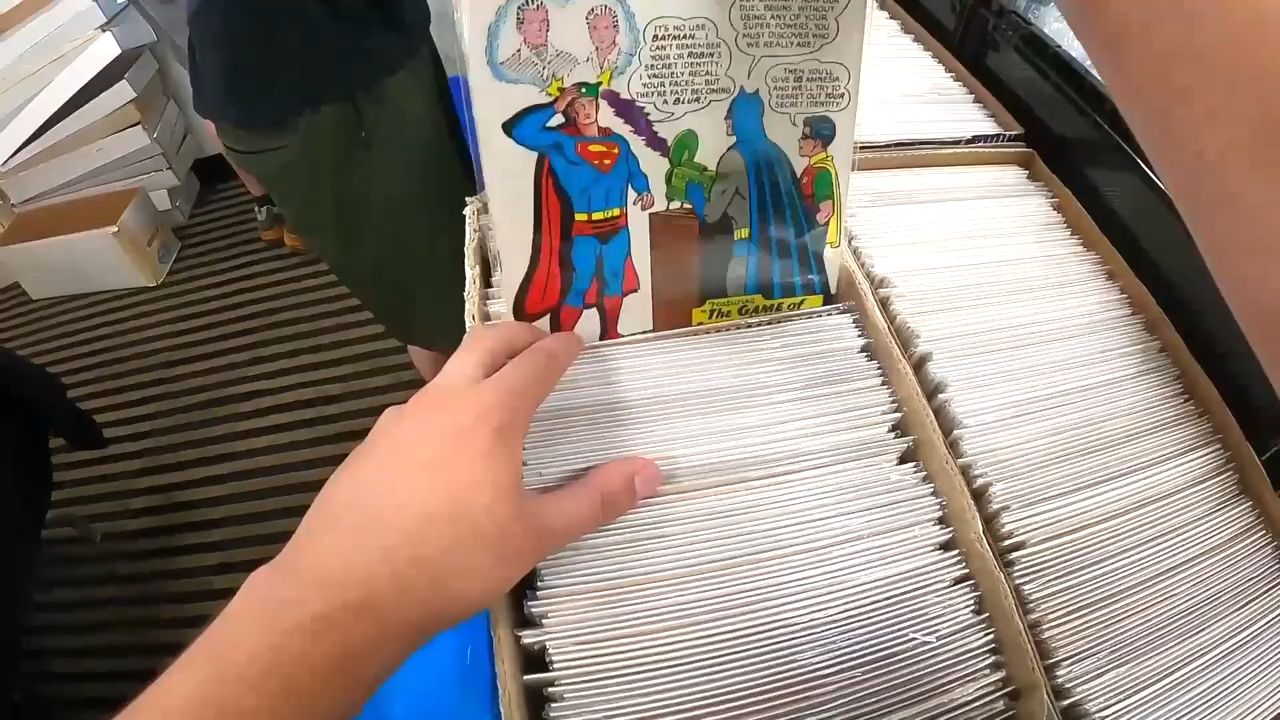 IT'S NO USE,
BATMAN... I
CAN'T REMEMBER
YOUR OR ROBIN'S
SECRET IDENTITY.
I VAGUELY RECALL
YOUR FACES... BUT
THEY'RE FAST BECOMING
A BLUR!
DUEL BEGINS. WITHOUT
USING ANY OF YOUR
SUPER-POWERS, YOU
MUST DISCOVER WHO
WE REALLY ARE!
THEN YOU'LL
GIVE US AMNESIA,
AND WE'LL TRY TO
FERRET OUT YOUR
SECRET IDENTITY!
S
Featuring
"The GAME of